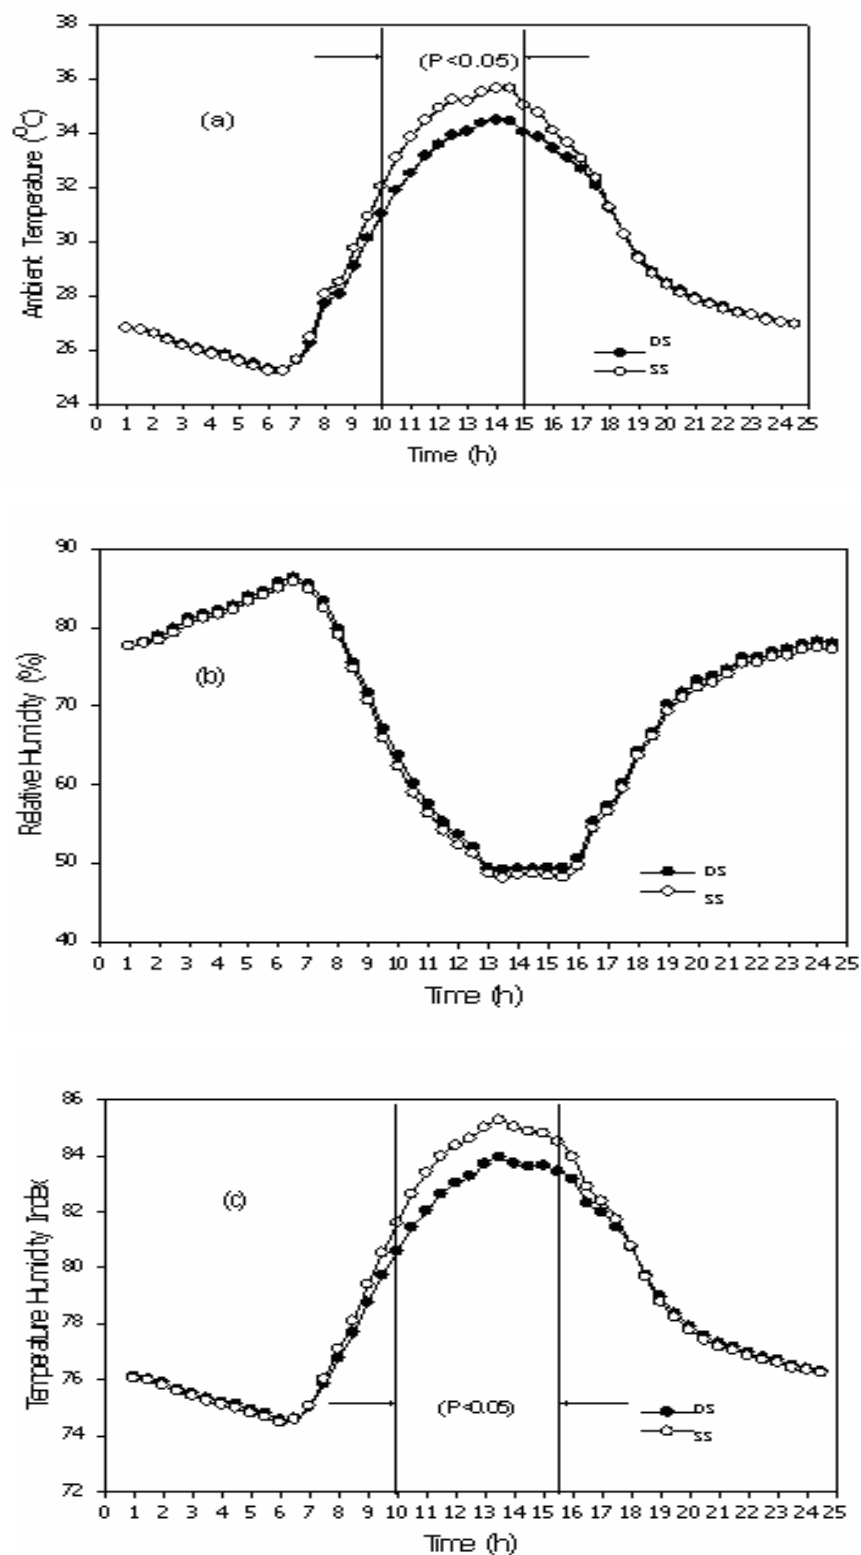 38
36
34
32
30
28
26
24
Ambient Temperature (⁰C)
(a)
(P<0.05)
DS
SS
0 1 2 3 4 5 6 7 8 9 10 11 12 13 14 15 16 17 18 19 20 21 22 23 24 25
Time (h)
90
80
70
60
50
40
Relative Humidity (%)
(b)
DS
SS
0 1 2 3 4 5 6 7 8 9 10 11 12 13 14 15 16 17 18 19 20 21 22 23 24 25
Time (h)
86
84
82
80
78
76
74
72
Temperature Humidity Index
(c)
(P<0.05)
DS
SS
0 1 2 3 4 5 6 7 8 9 10 11 12 13 14 15 16 17 18 19 20 21 22 23 24 25
Time (h)